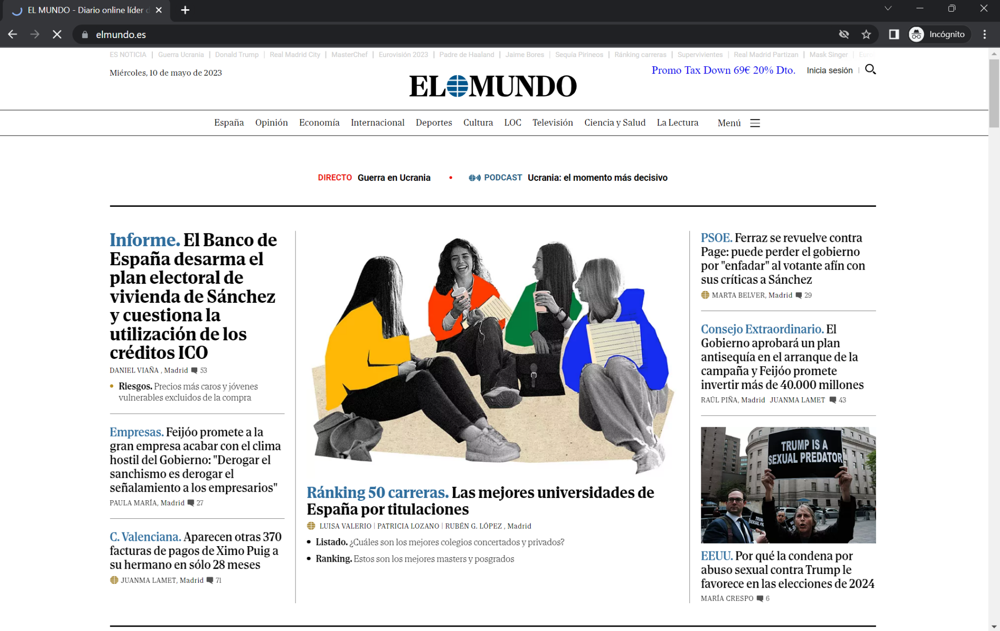 EL MUNDO - Diario online líder d
elmundo.es
Incógnito
ES NOTICIA | Guerra Ucrania | Donald Trump | Real Madrid City | MasterChef | Eurovisión 2023 | Padre de Haaland | Jaime Bores | Sequía Pirineos | Ránking carreras | Supervivientes | Real Madrid Partizan | Mask Singer | Euro
Miércoles, 10 de mayo de 2023
Promo Tax Down 69€ 20% Dto. Inicia sesión
EL MUNDO
España Opinión Economía Internacional Deportes Cultura LOC Televisión Ciencia y Salud La Lectura Menú
DIRECTO Guerra en Ucrania • PODCAST Ucrania: el momento más decisivo
Informe. El Banco de
España desarma el
plan electoral de
vivienda de Sánchez
y cuestiona la
utilización de los
créditos ICO
DANIEL VIAÑA , Madrid 53
• Riesgos. Precios más caros y jóvenes
vulnerables excluidos de la compra
Empresas. Feijóo promete a la
gran empresa acabar con el clima
hostil del Gobierno: "Derogar el
sanchismo es derogar el
señalamiento a los empresarios"
PAULA MARÍA, Madrid 27
C. Valenciana. Aparecen otras 370
facturas de pagos de Ximo Puig a
su hermano en sólo 28 meses
JUANMA LAMET, Madrid 71
Ránking 50 carreras. Las mejores universidades de
España por titulaciones
LUISA VALERIO | PATRICIA LOZANO | RUBÉN G. LÓPEZ , Madrid
• Listado. ¿Cuáles son los mejores colegios concertados y privados?
• Ranking. Estos son los mejores masters y posgrados
PSOE. Ferraz se revuelve contra
Page: puede perder el gobierno
por "enfadar" al votante afín con
sus críticas a Sánchez
MARTA BELVER, Madrid 29
Consejo Extraordinario. El
Gobierno aprobará un plan
antisequía en el arranque de la
campaña y Feijóo promete
invertir más de 40.000 millones
RAÚL PIÑA, Madrid JUANMA LAMET 43
TRUMP IS A
SEXUAL PREDATOR
EEUU. Por qué la condena por
abuso sexual contra Trump le
favorece en las elecciones de 2024
MARÍA CRESPO 6